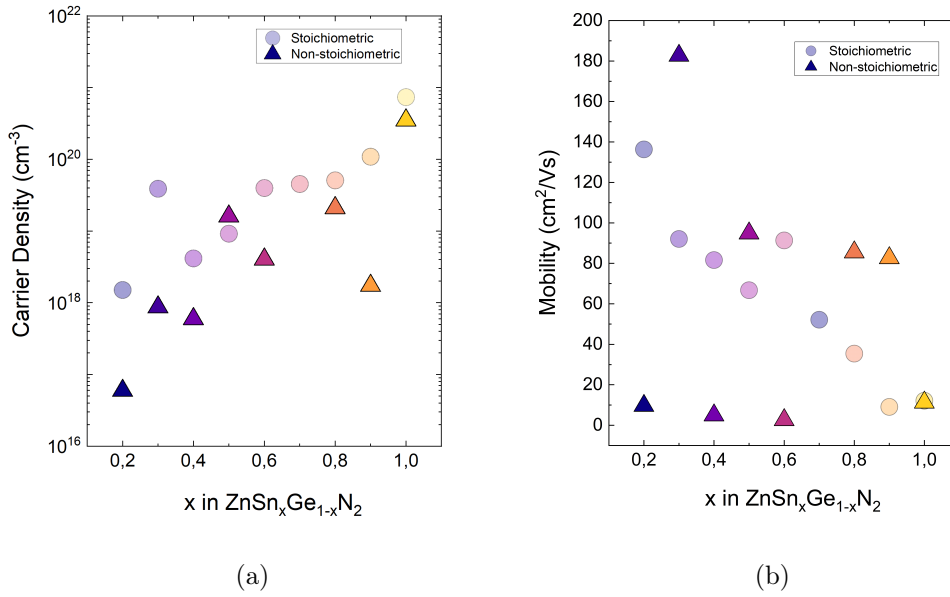 10^22
10^20
10^18
10^16
Carrier Density (cm^-3)
Stoichiometric
Non-stoichiometric
0,2 0,4 0,6 0,8 1,0
x in ZnSn_xGe_1-xN_2
(a)
200
180
160
140
120
100
80
60
40
20
0
Mobility (cm^2/Vs)
Stoichiometric
Non-stoichiometric
0,2 0,4 0,6 0,8 1,0
x in ZnSn_xGe_1-xN_2
(b)